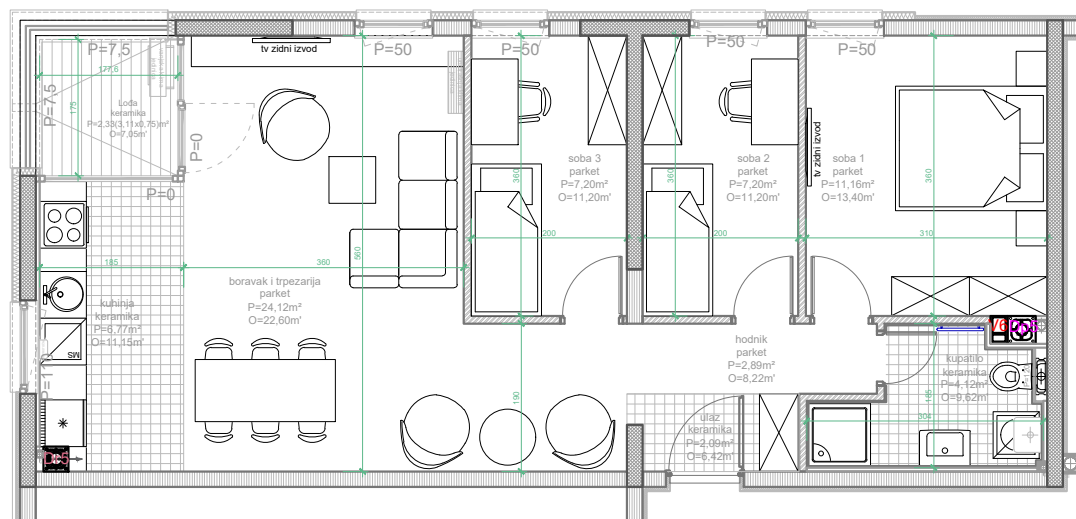 P=7,5
177,6
P=7,5
175
Lođa
keramika
P=2,33(3,11x0,75)m²
O=7,05m'
P=0
P=0
tv zidni izvod
P=50
P=50
P=50
P=50
soba 3
parket
P=7,20m²
O=11,20m'
360
200
soba 2
parket
P=7,20m²
O=11,20m'
360
200
tv zidni izvod
soba 1
parket
P=11,16m²
O=13,40m'
360
310
185
360
560
boravak i trpezarija
parket
P=24,12m²
O=22,60m'
kuhinja
keramika
P=6,77m²
O=11,15m'
MS
P=110
190
hodnik
parket
P=2,89m²
O=8,22m'
ulaz
keramika
P=2,09m²
O=6,42m'
kupatilo
keramika
P=4,12m²
O=9,62m'
165
304